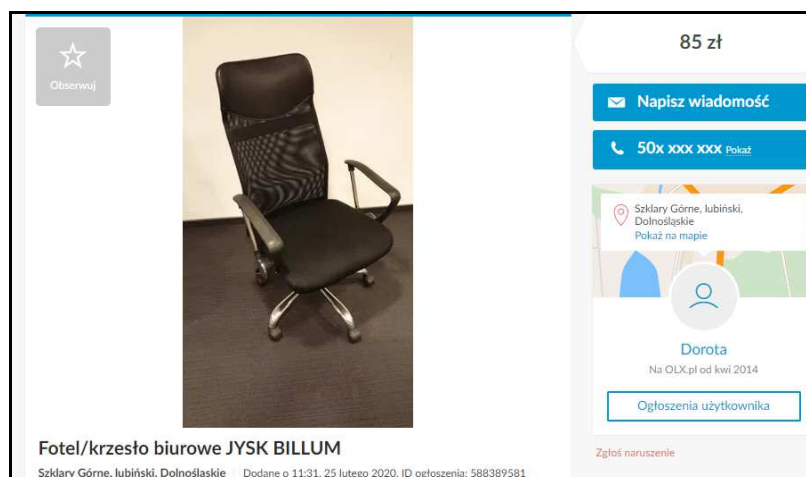 Obserwuj
85 zł
Napisz wiadomość
50x xxx xxx Pokaż
Szklary Górne, lubiński,
Dolnośląskie
Pokaż na mapie
Dorota
Na OLX.pl od kwi 2014
Ogłoszenia użytkownika
Zgłoś naruszenie
Fotel/krzesło biurowe JYSK BILLUM
Szklary Górne, lubiński, Dolnośląskie | Dodane o 11:31, 25 lutego 2020, ID ogłoszenia: 588389581